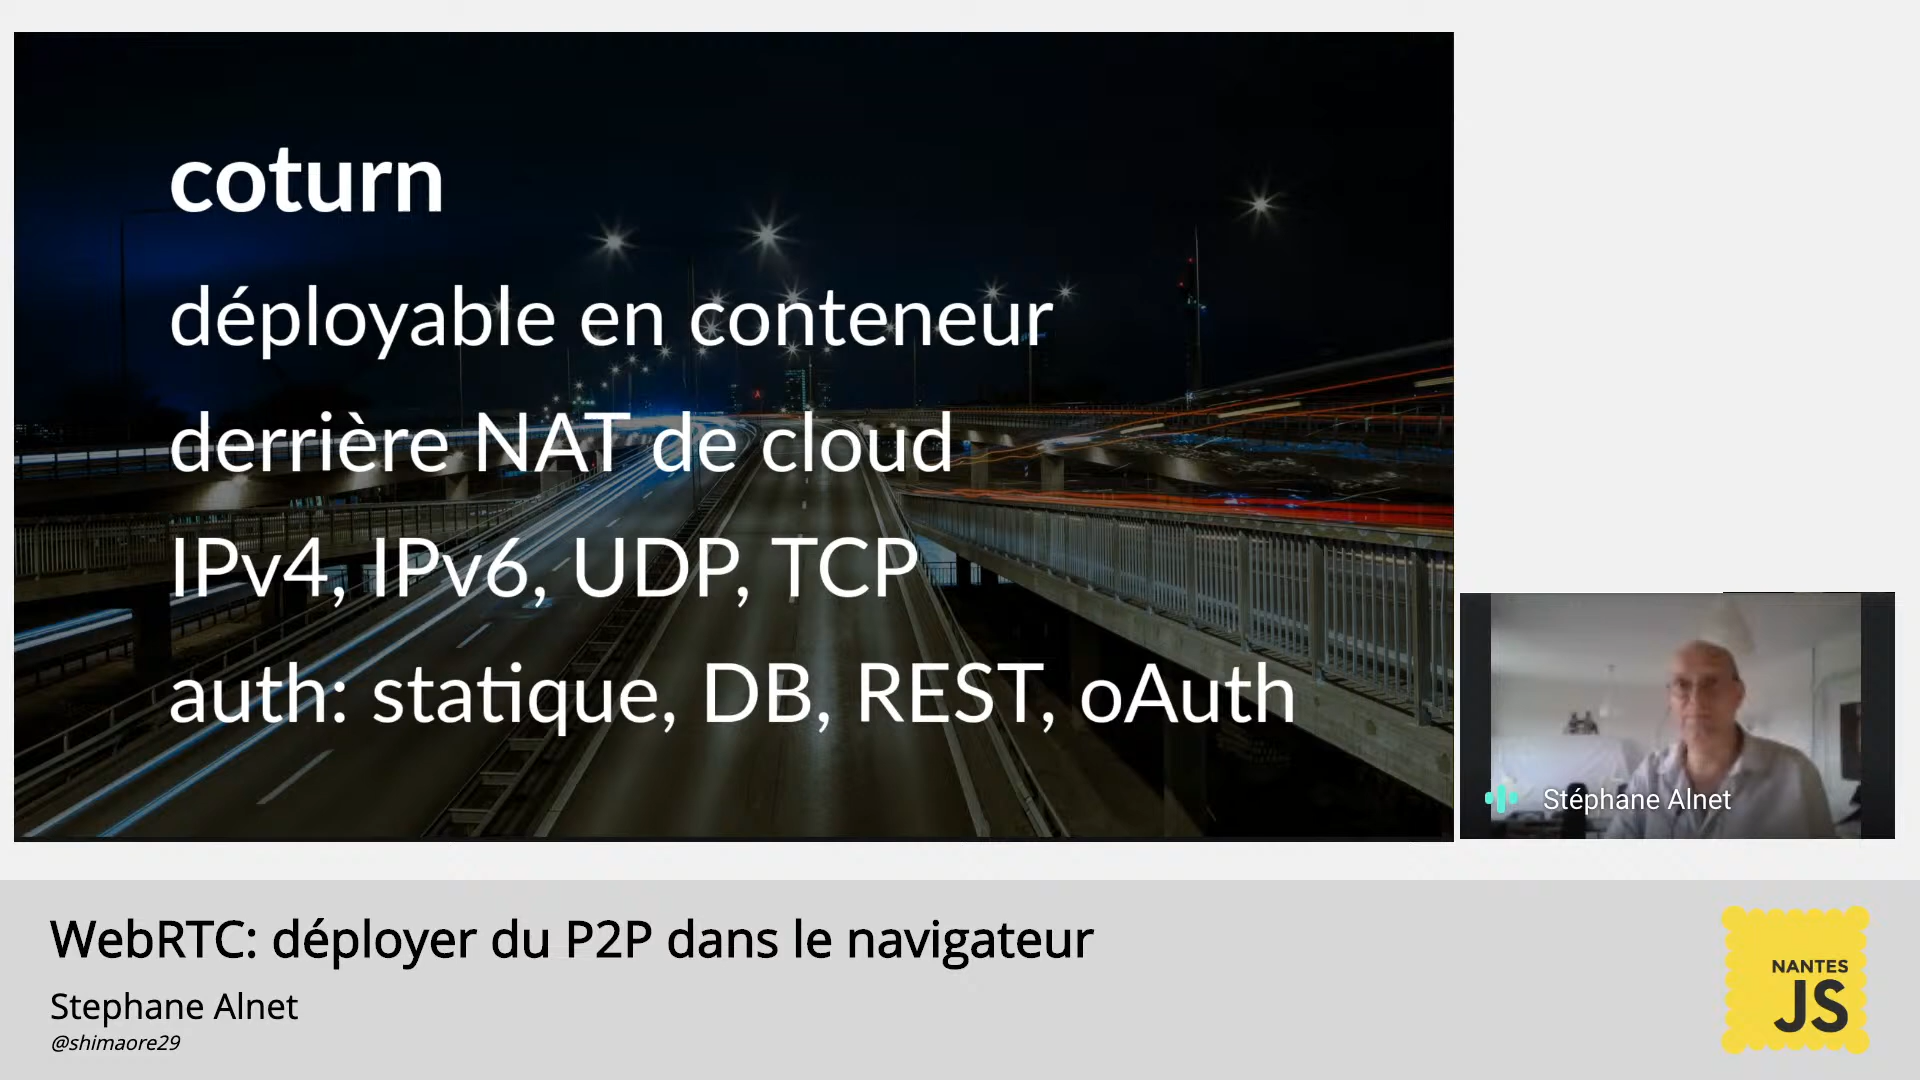 coturn
déployable en conteneur
derrière NAT de cloud
IPv4, IPv6, UDP, TCP
auth: statique, DB, REST, oAuth
Stéphane Alnet
WebRTC: déployer du P2P dans le navigateur
Stephane Alnet
@shimaore29
NANTES
JS